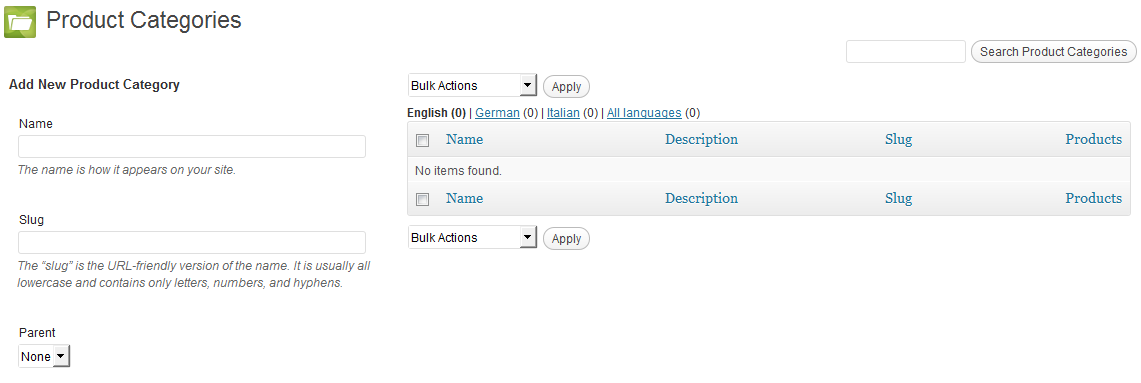 Product Categories
Search Product Categories
Add New Product Category
Name
The name is how it appears on your site.
Slug
The “slug” is the URL-friendly version of the name. It is usually all
lowercase and contains only letters, numbers, and hyphens.
Parent
None
Bulk Actions Apply
English (0) | German (0) | Italian (0) | All languages (0)
Name Description Slug Products
No items found.
Name Description Slug Products
Bulk Actions Apply